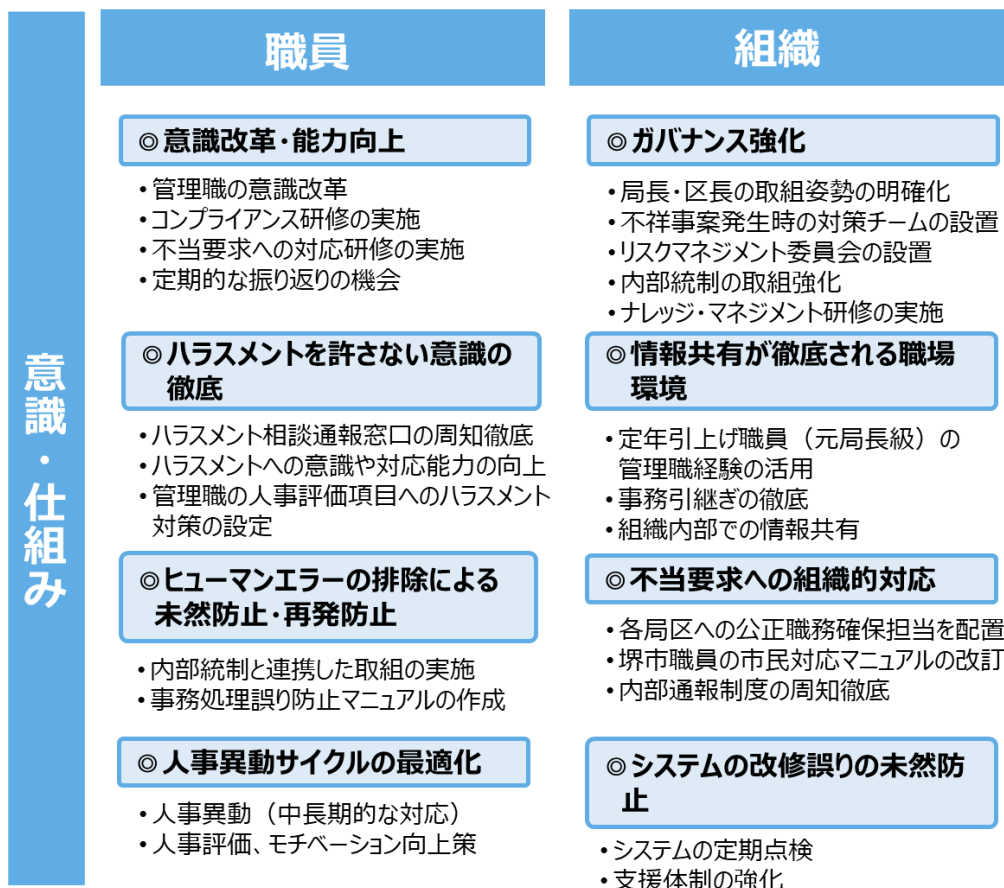 職員
組織
意識・仕組み
◎意識改革・能力向上
・管理職の意識改革
・コンプライアンス研修の実施
・不当要求への対応研修の実施
・定期的な振り返りの機会
◎ハラスメントを許さない意識の
徹底
・ハラスメント相談通報窓口の周知徹底
・ハラスメントへの意識や対応能力の向上
・管理職の人事評価項目へのハラスメント
対策の設定
◎ヒューマンエラーの排除による
未然防止・再発防止
・内部統制と連携した取組の実施
・事務処理誤り防止マニュアルの作成
◎人事異動サイクルの最適化
・人事異動（中長期的な対応）
・人事評価、モチベーション向上策
◎ガバナンス強化
・局長・区長の取組姿勢の明確化
・不祥事案発生時の対策チームの設置
・リスクマネジメント委員会の設置
・内部統制の取組強化
・ナレッジ・マネジメント研修の実施
◎情報共有が徹底される職場
環境
・定年引上げ職員（元局長級）の
管理職経験の活用
・事務引継ぎの徹底
・組織内部での情報共有
◎不当要求への組織的対応
・各局区への公正職務確保担当を配置
・堺市職員の市民対応マニュアルの改訂
・内部通報制度の周知徹底
◎システムの改修誤りの未然防
止
・システムの定期点検
・支援体制の強化